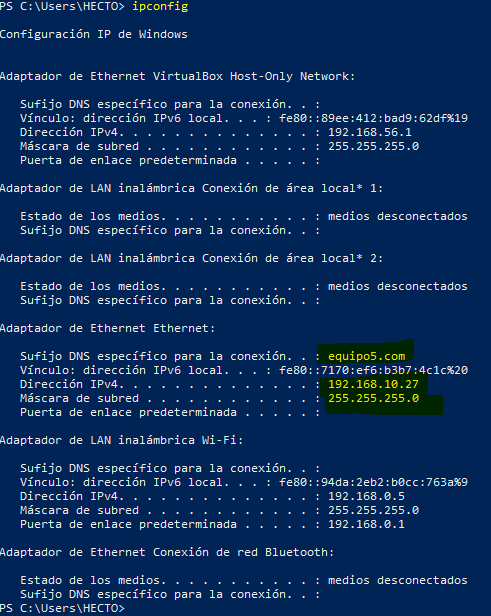 PS C:\Users\HECTO> ipconfig
Configuración IP de Windows
Adaptador de Ethernet VirtualBox Host-Only Network:
Sufijo DNS específico para la conexión. . :
Vínculo: dirección IPv6 local. . . : fe80::89ee:412:bad9:62df%19
Dirección IPv4. . . . . . . . . . . . . . : 192.168.56.1
Máscara de subred . . . . . . . . . . . . : 255.255.255.0
Puerta de enlace predeterminada . . . . . :
Adaptador de LAN inalámbrica Conexión de área local* 1:
Estado de los medios. . . . . . . . . . . : medios desconectados
Sufijo DNS específico para la conexión. . :
Adaptador de LAN inalámbrica Conexión de área local* 2:
Estado de los medios. . . . . . . . . . . : medios desconectados
Sufijo DNS específico para la conexión. . :
Adaptador de Ethernet Ethernet:
Sufijo DNS específico para la conexión. . : equipo5.com
Vínculo: dirección IPv6 local. . . : fe80::7170:ef6:b3b7:4c1c%20
Dirección IPv4. . . . . . . . . . . . . . : 192.168.10.27
Máscara de subred . . . . . . . . . . . . : 255.255.255.0
Puerta de enlace predeterminada . . . . . :
Adaptador de LAN inalámbrica Wi-Fi:
Sufijo DNS específico para la conexión. . :
Vínculo: dirección IPv6 local. . . : fe80::94da:2eb2:b0cc:763a%9
Dirección IPv4. . . . . . . . . . . . . . : 192.168.0.5
Máscara de subred . . . . . . . . . . . . : 255.255.255.0
Puerta de enlace predeterminada . . . . . : 192.168.0.1
Adaptador de Ethernet Conexión de red Bluetooth:
Estado de los medios. . . . . . . . . . . : medios desconectados
Sufijo DNS específico para la conexión. . :
PS C:\Users\HECTO>